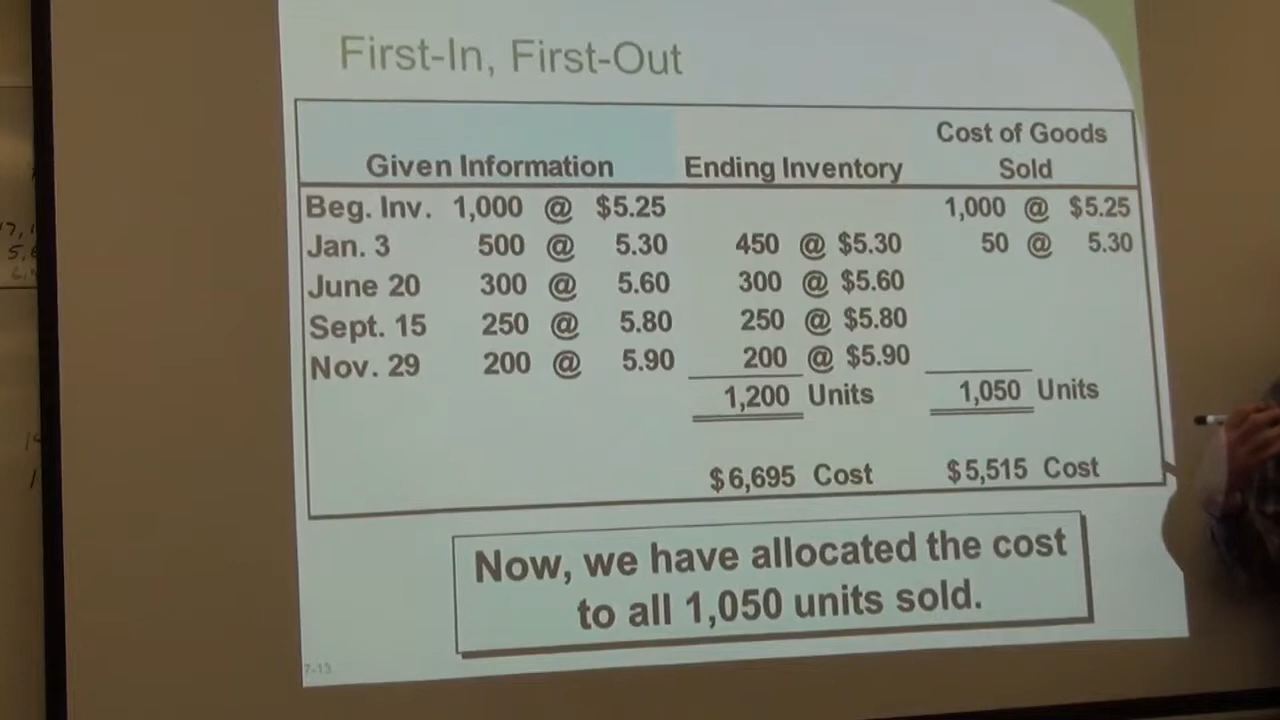 First-In, First-Out
Cost of Goods
Given Information Ending Inventory Sold
Beg. Inv. 1,000 @ $5.25 1,000 @ $5.25
Jan. 3 500 @ 5.30 450 @ $5.30 50 @ 5.30
June 20 300 @ 5.60 300 @ $5.60
Sept. 15 250 @ 5.80 250 @ $5.80
Nov. 29 200 @ 5.90 200 @ $5.90
1,200 Units 1,050 Units
$6,695 Cost $5,515 Cost
Now, we have allocated the cost
to all 1,050 units sold.
7-13